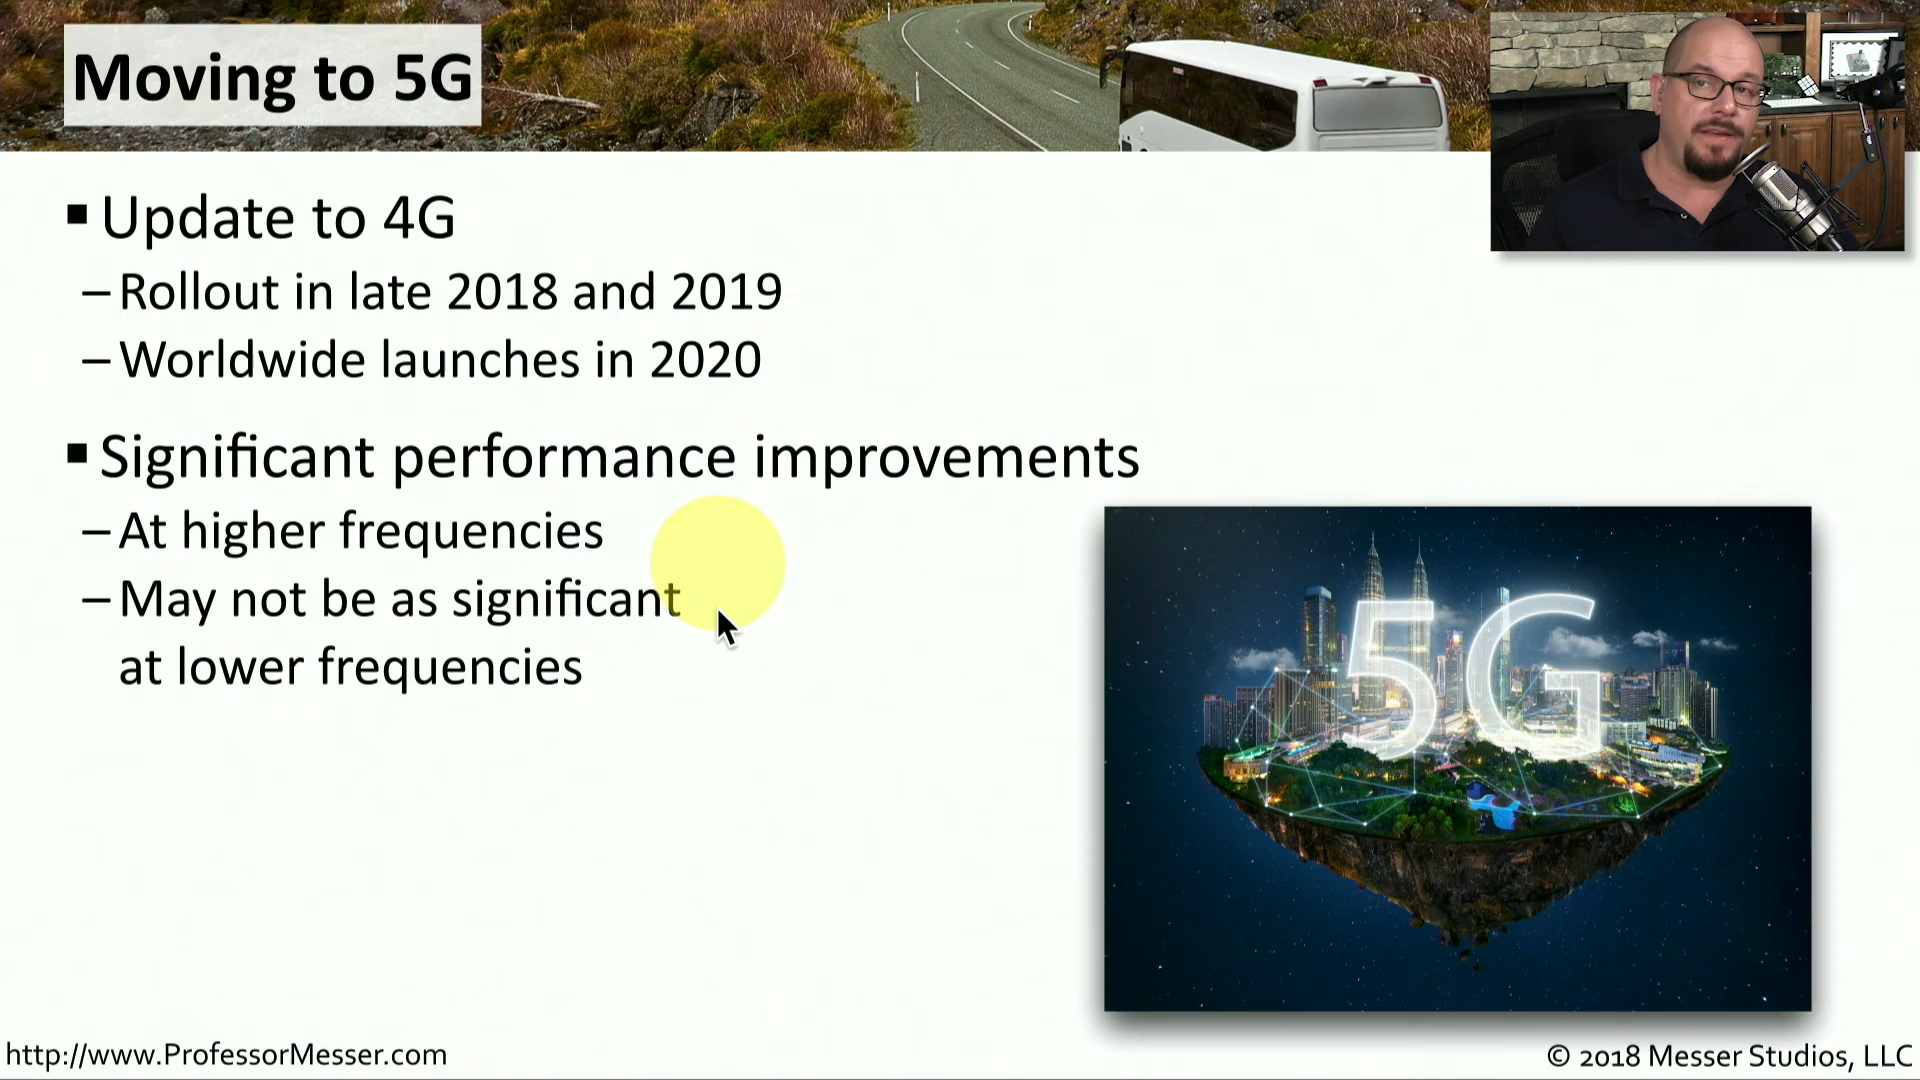 Moving to 5G
▪ Update to 4G
– Rollout in late 2018 and 2019
– Worldwide launches in 2020
▪ Significant performance improvements
– At higher frequencies
– May not be as significant
at lower frequencies
5G
http://www.ProfessorMesser.com
© 2018 Messer Studios, LLC